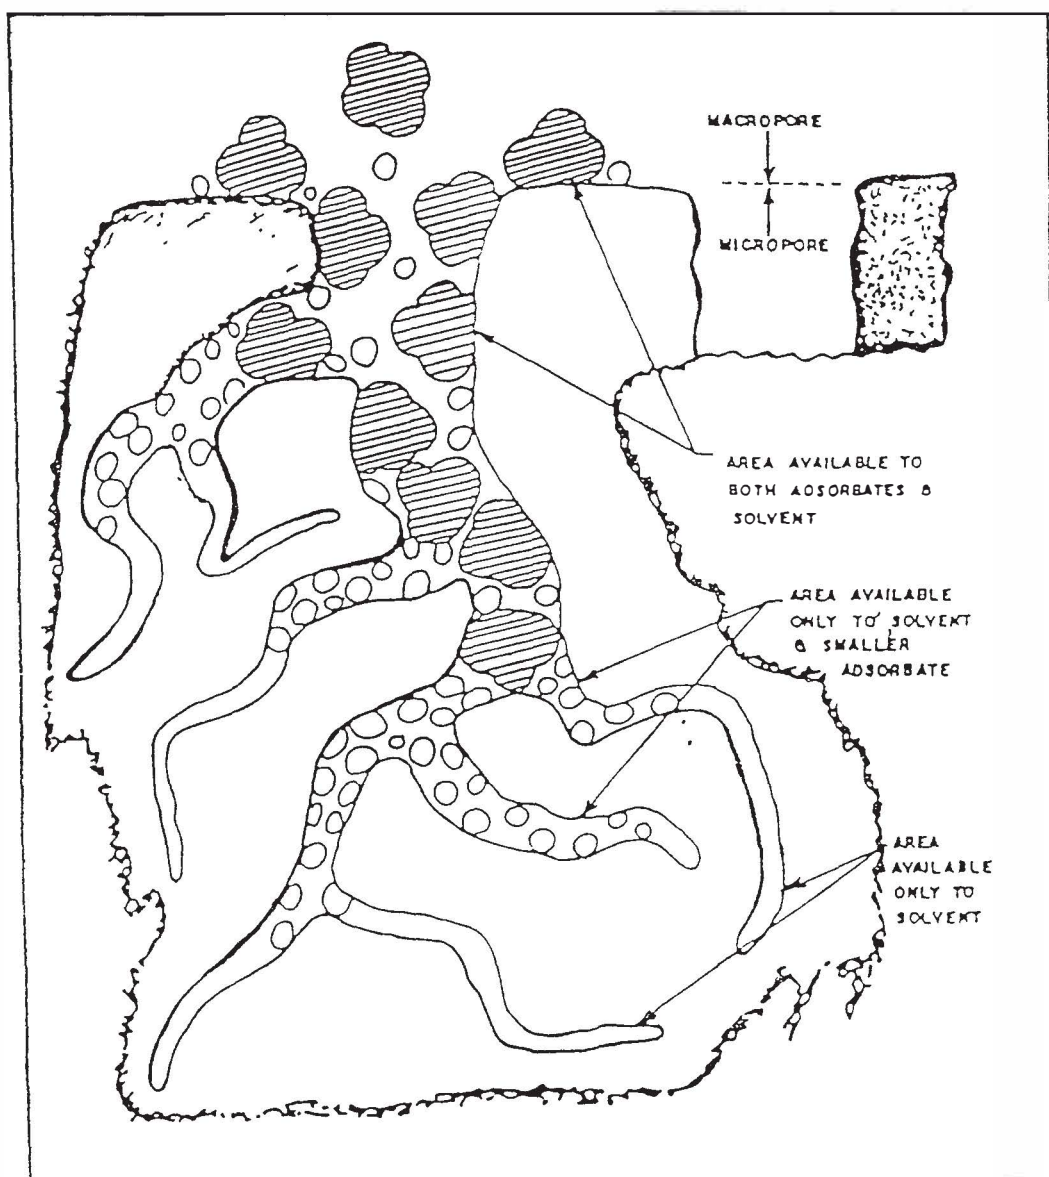 MACROPORE
MICROPORE
AREA AVAILABLE TO
BOTH ADSORBATES &
SOLVENT
AREA AVAILABLE
ONLY TO SOLVENT
& SMALLER
ADSORBATE
AREA
AVAILABLE
ONLY TO
SOLVENT